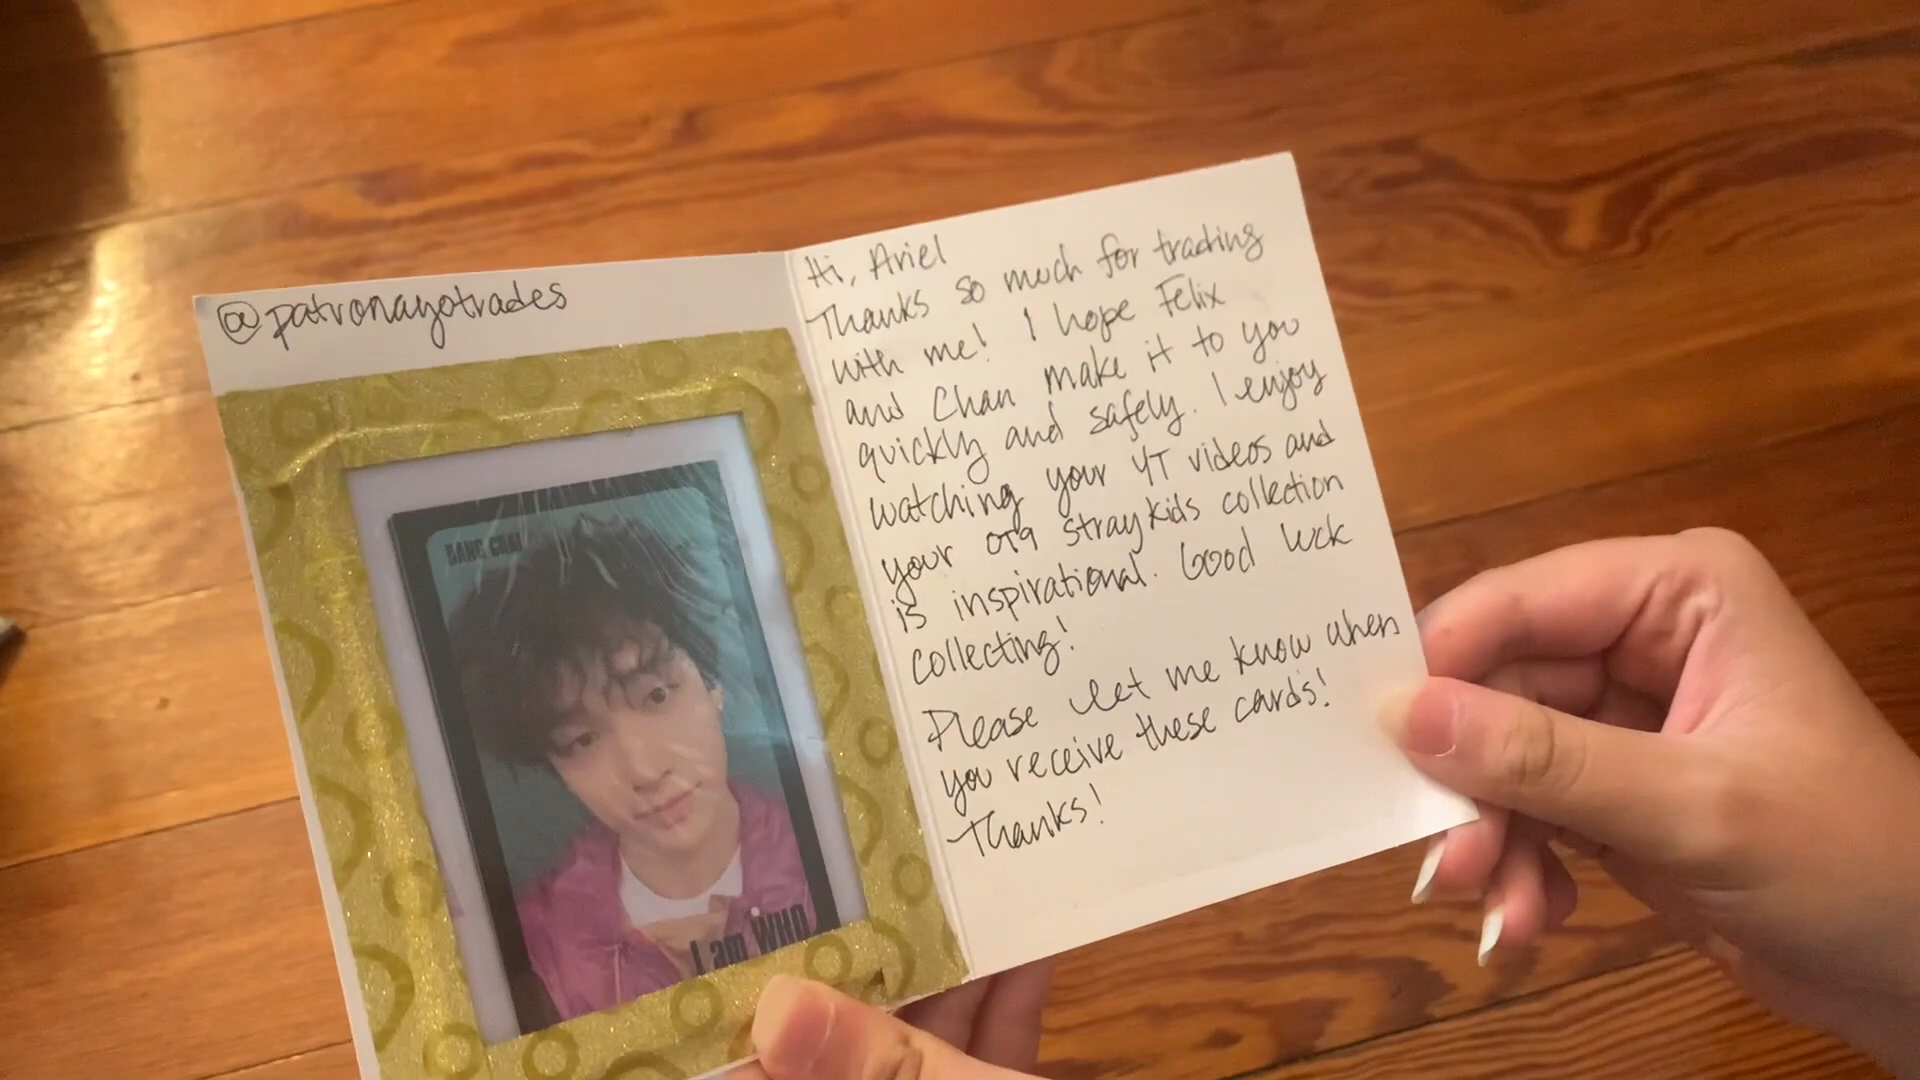 @patronayotrades
BANG CHAN
I am WHO
Hi, Ariel
Thanks so much for trading
with me! I hope Felix
and Chan make it to you
quickly and safely. I enjoy
watching your YT videos and
your OT9 straykids collection
is inspirational. Good luck
collecting!
Please let me know when
you receive these cards!
Thanks!